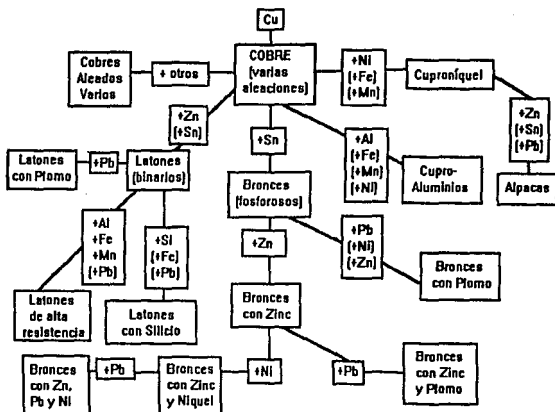 Cu
Cobres
Aleados
Varios
+ otros
COBRE
(varias
aleaciones)
+Ni
(+Fe)
(+Mn)
Cuproníquel
+Zn
(+Sn)
+Zn
(+Sn)
(+Pb)
Latones
con Plomo
+Pb
Latones
(binarios)
+Sn
+Al
(+Fe)
(+Mn)
(+Ni)
Cupro-
Aluminios
Alpacas
Bronces
(fosforosos)
+Al
+Fe
+Mn
(+Pb)
+Si
(+Fe)
(+Pb)
+Zn
+Pb
(+Ni)
(+Zn)
Bronces
con Plomo
Latones
de alta
resistencia
Latones
con Silicio
Bronces
con Zinc
Bronces
con Zn,
Pb y Ni
+Pb
Bronces
con Zinc
y Niquel
+Ni
+Pb
Bronces
con Zinc
y Plomo